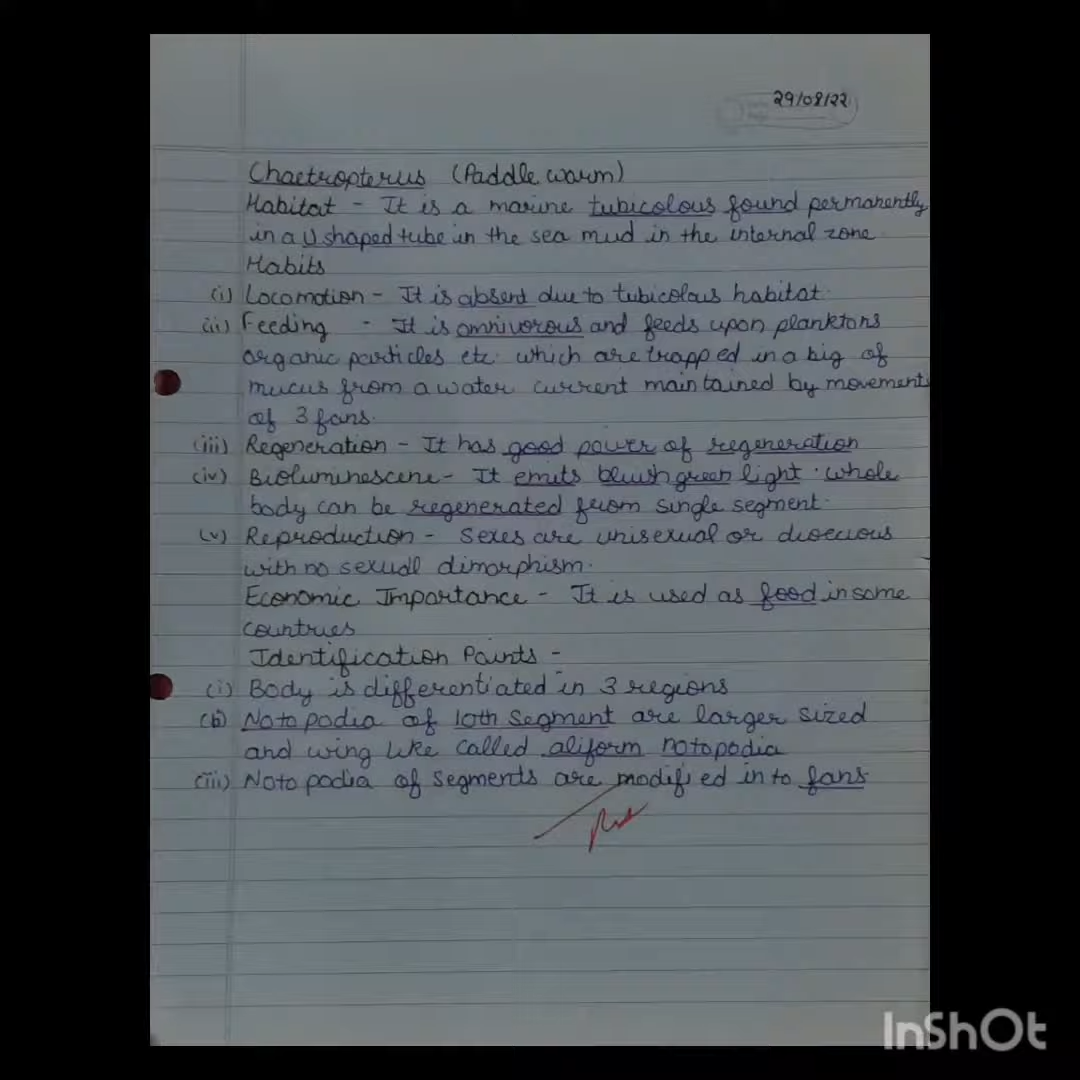 29/08/22
Chaetropterus (Paddle warm)
Habitat - It is a marine tubicolous found permanently
in a U shaped tube in the sea mud in the internal zone
Habits
(i) Locomotion - It is absent due to tubicolous habitat.
(ii) Feeding - It is omnivorous and feeds upon planktons
organic particles etc. which are trapped in a big of
mucus from a water current maintained by movements
of 3 fans.
(iii) Regeneration - It has good power of regeneration
(iv) Bioluminescene - It emits bluish green light. whole
body can be regenerated from single segment.
(v) Reproduction - Sexes are unisexual or dioecious
with no sexual dimorphism.
Economic Importance - It is used as food in some
countries
Identification Points -
(i) Body is differentiated in 3 regions
(ii) Notopodia of 10th segment are larger sized
and wing like called aliform notopodia
(iii) Notopodia of segments are modified in to fans
InShOt